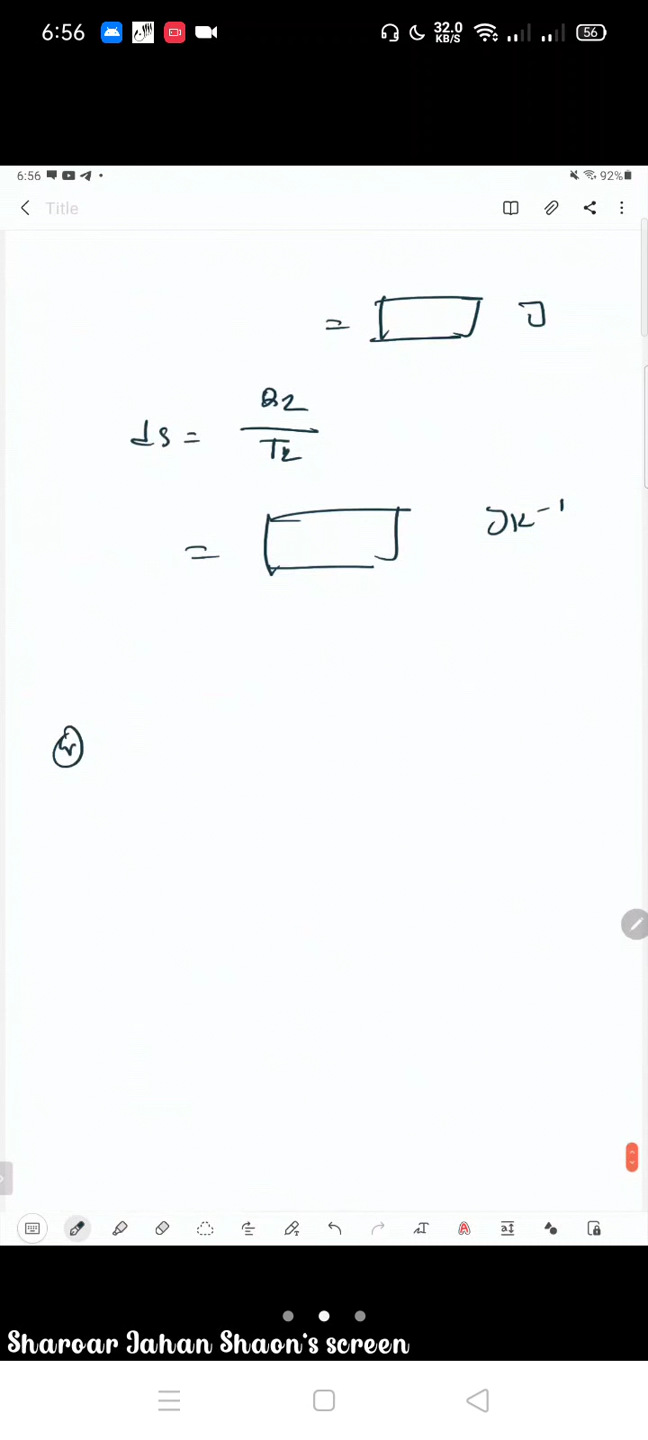 6:56 32.0 KB/S 56
6:56 92%
Title
= J
ds = Q2 / T2
= JK⁻¹
Sharoar Jahan Shaon's screen